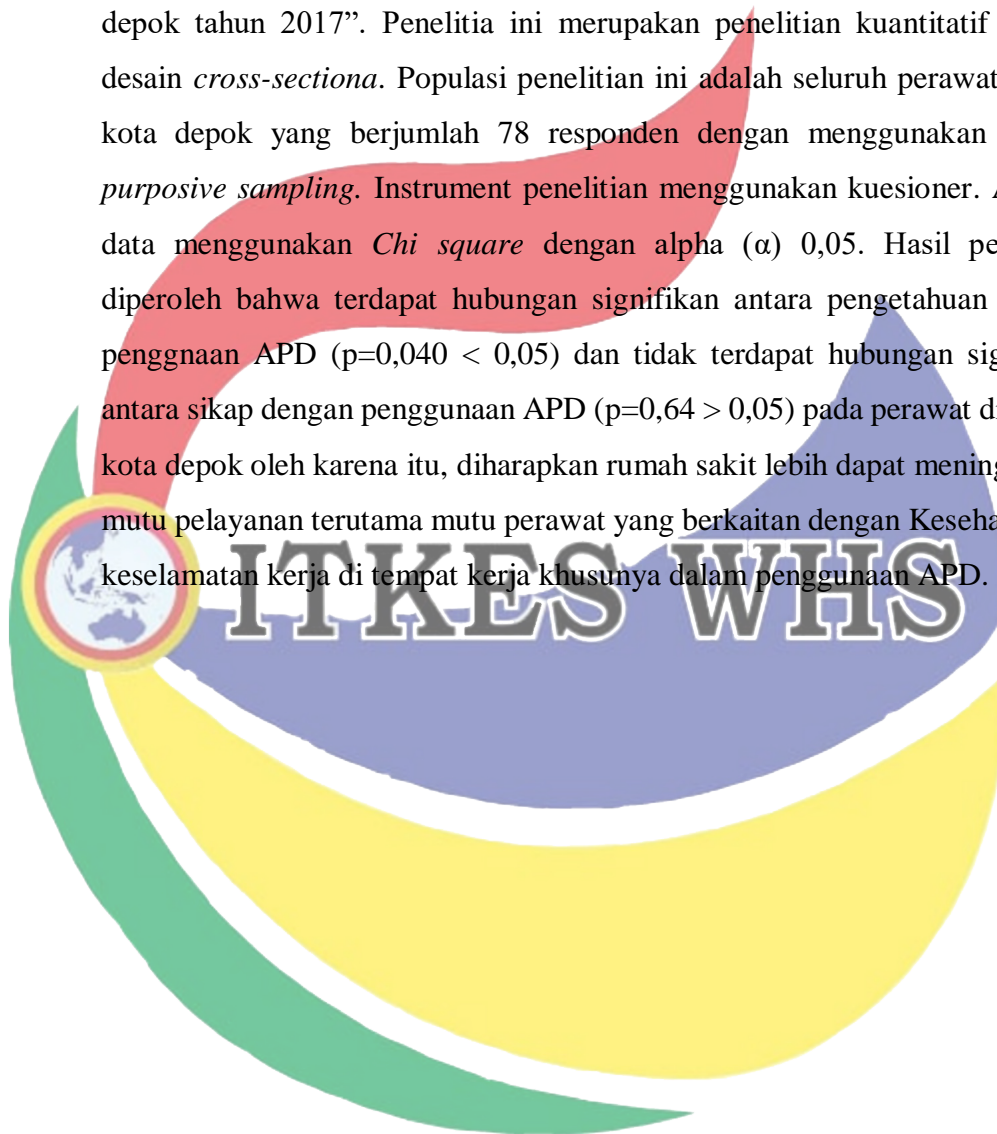 depok tahun 2017”. Penelitia ini merupakan penelitian kuantitatif
desain cross-sectiona. Populasi penelitian ini adalah seluruh perawat
kota depok yang berjumlah 78 responden dengan menggunakan
purposive sampling. Instrument penelitian menggunakan kuesioner.
data menggunakan Chi square dengan alpha (α) 0,05. Hasil
diperoleh bahwa terdapat hubungan signifikan antara pengetahuan
penggnaan APD (p=0,040 < 0,05) dan tidak terdapat hubungan
antara sikap dengan penggunaan APD (p=0,64 > 0,05) pada perawat
kota depok oleh karena itu, diharapkan rumah sakit lebih dapat
mutu pelayanan terutama mutu perawat yang berkaitan dengan
keselamatan kerja di tempat kerja khusunya dalam penggunaan APD.
ITKES WHS